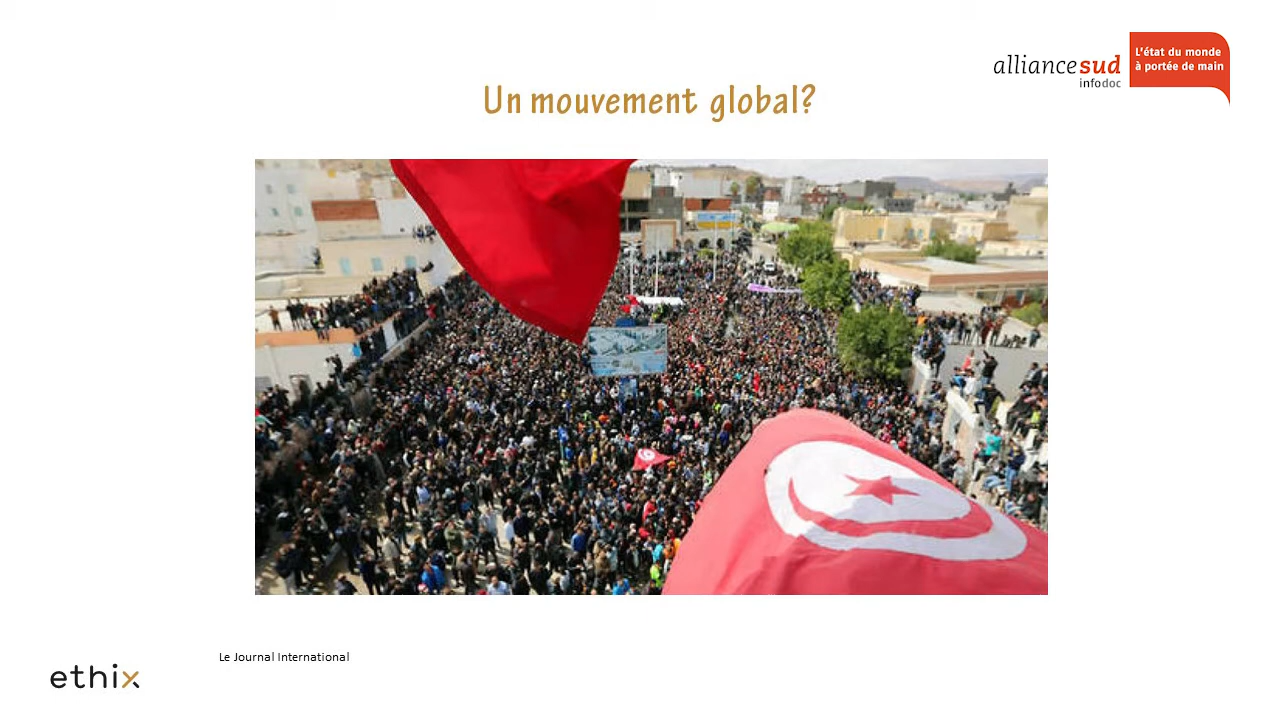 alliancesud
infodoc
L'état du monde
à portée de main
Un mouvement global?
Le Journal International
ethix